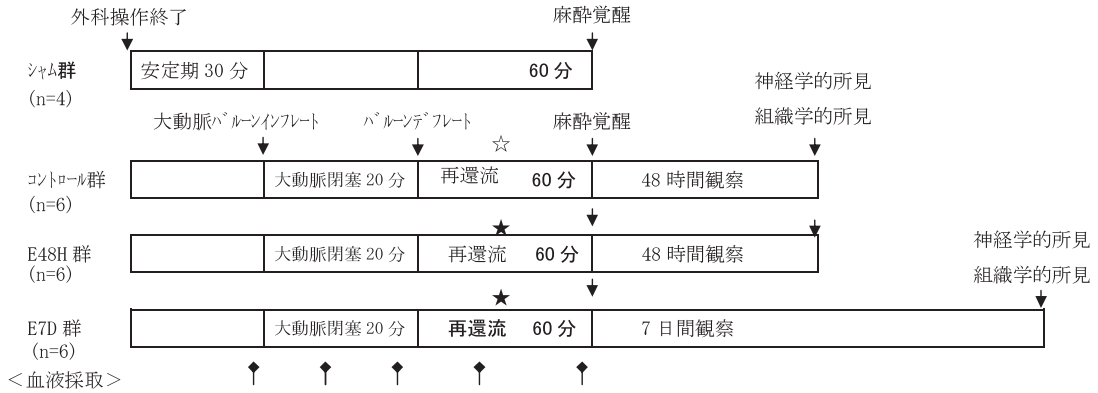 外科操作終了
麻酔覚醒
シャム群
(n=4)
安定期 30 分
60 分
神経学的所見
組織学的所見
大動脈バルーンインフレート
バルーンデフレート
麻酔覚醒
☆
コントロール群
(n=6)
大動脈閉塞 20 分
再還流
60 分
48 時間観察
★
E48H 群
(n=6)
大動脈閉塞 20 分
再還流
60 分
48 時間観察
神経学的所見
組織学的所見
★
E7D 群
(n=6)
大動脈閉塞 20 分
再還流
60 分
7 日間観察
＜血液採取＞